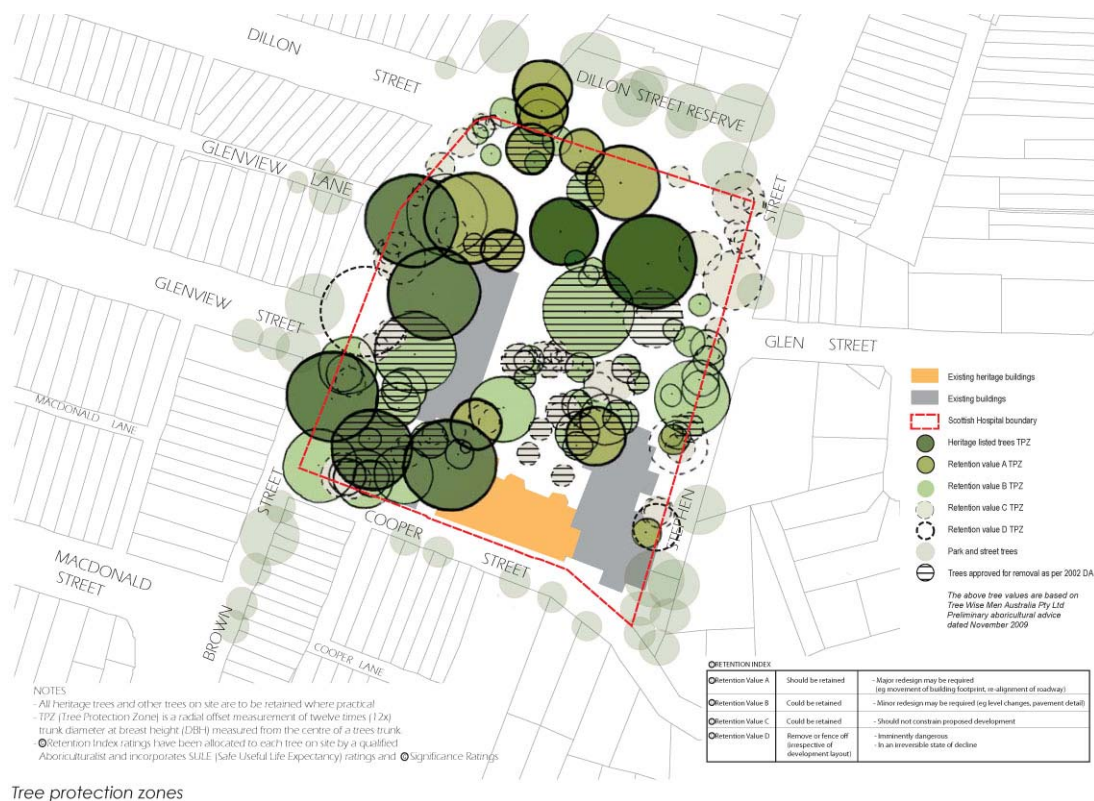 DILLON
STREET
DILLON STREET RESERVE
GLENVIEW LANE
STREET
GLENVIEW
STREET
GLEN STREET
MACDONALD
LANE
Existing heritage buildings
Existing buildings
Scottish Hospital boundary
Heritage listed trees TPZ
Retention value A TPZ
Retention value B TPZ
Retention value C TPZ
Retention value D TPZ
Park and street trees
Trees approved for removal as per 2002 DA
The above tree values are based on
Tree Wise Men Australia Pty Ltd
Preliminary aboricultural advice
dated November 2009
STREET
COOPER
STREET
STEPHEN
MACDONALD
STREET
BROWN
COOPER LANE
NOTES
- All heritage trees and other trees on site are to be retained where practical
- TPZ (Tree Protection Zone) is a radial offset measurement of twelve times (12x)
trunk diameter at breast height (DBH) measured from the centre of a trees trunk.
Retention Index ratings have been allocated to each tree on site by a qualified
Aboriculturalist and incorporates SULE (Safe Useful Life Expectancy) ratings and Significance Ratings
RETENTION INDEX
Retention Value A Should be retained - Major redesign may be required
(eg movement of building footprint, re-alignment of roadway)
Retention Value B Could be retained - Minor redesign may be required (eg level changes, pavement detail)
Retention Value C Could be retained - Should not constrain proposed development
Retention Value D Remove or fence off - Imminently dangerous
(irrespective of - In an irreversible state of decline
development layout)
Tree protection zones